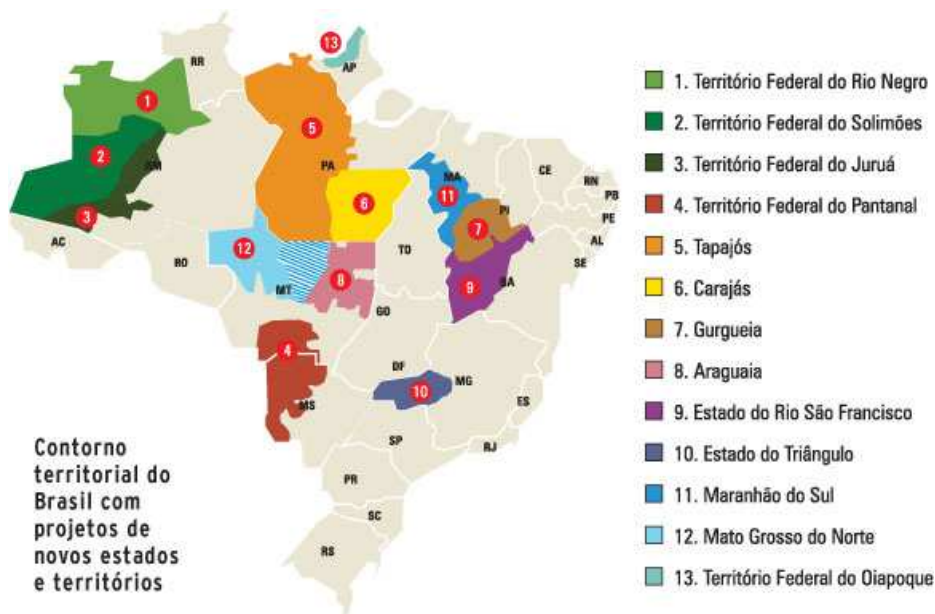 13
RR
AP
1
5
2
AM
PA
MA
CE
RN
PB
PE
AL
SE
3
6
11
PI
7
AC
RO
12
TO
MT
8
9
BA
GO
4
DF
MG
10
MS
ES
SP
RJ
PR
SC
RS
Contorno
territorial do
Brasil com
projetos de
novos estados
e territórios
1. Território Federal do Rio Negro
2. Território Federal do Solimões
3. Território Federal do Juruá
4. Território Federal do Pantanal
5. Tapajós
6. Carajás
7. Gurgueia
8. Araguaia
9. Estado do Rio São Francisco
10. Estado do Triângulo
11. Maranhão do Sul
12. Mato Grosso do Norte
13. Território Federal do Oiapoque